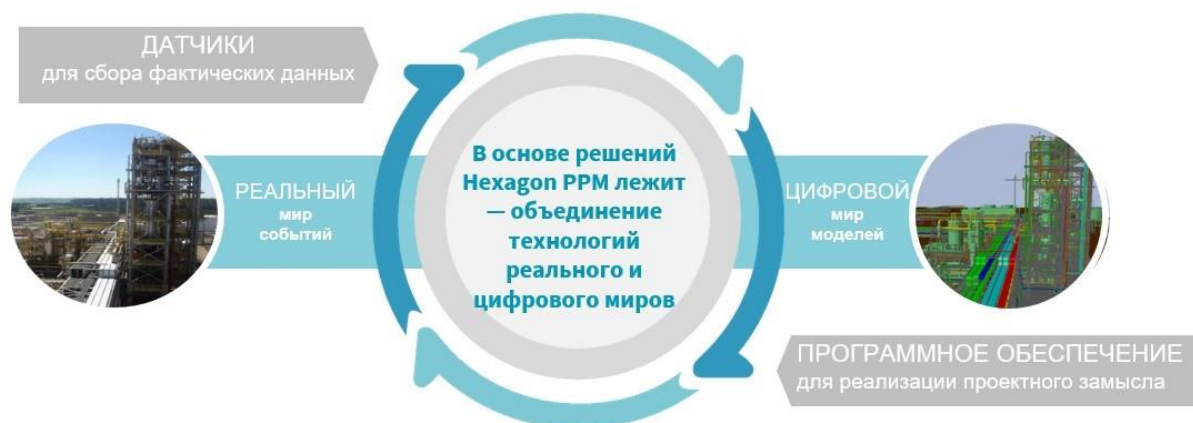 ДАТЧИКИ
для сбора фактических данных
РЕАЛЬНЫЙ
мир
событий
В основе решений
Hexagon PPM лежит
— объединение
технологий
реального и
цифрового миров
ЦИФРОВОЙ
мир
моделей
ПРОГРАММНОЕ ОБЕСПЕЧЕНИЕ
для реализации проектного замысла